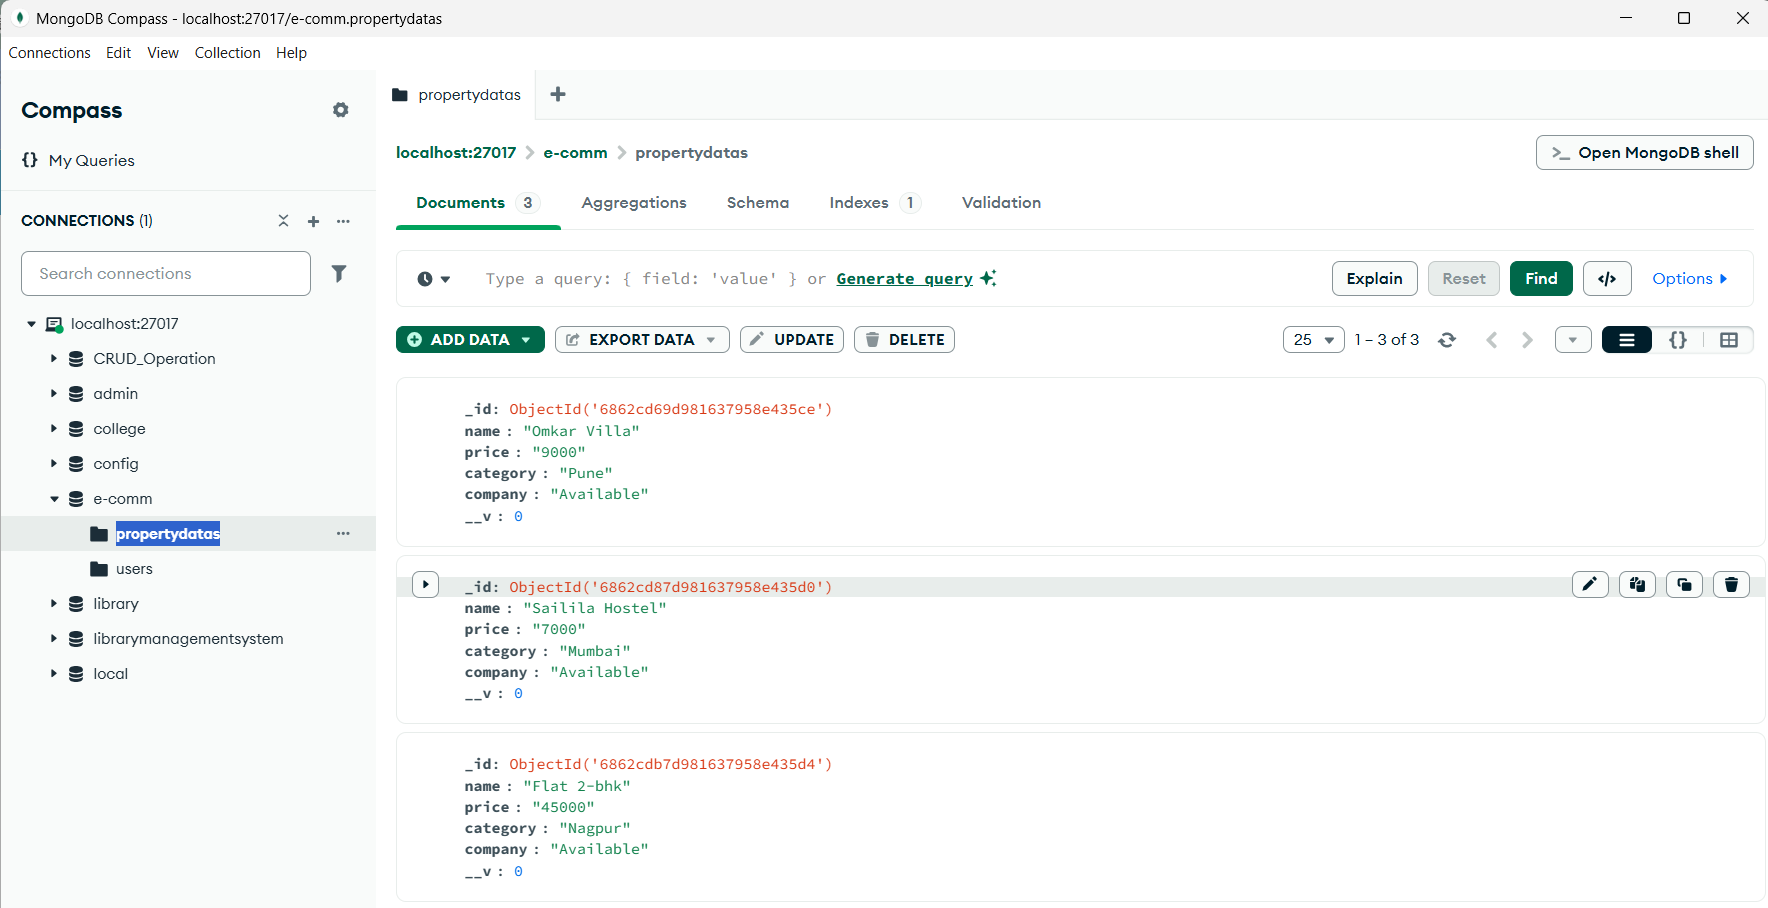 MongoDB Compass - localhost:27017/e-comm.propertydatas
Connections Edit View Collection Help
Compass
{} My Queries
CONNECTIONS (1)
Search connections
localhost:27017
CRUD_Operation
admin
college
config
e-comm
propertydatas
users
library
librarymanagementsystem
local
propertydatas
localhost:27017 e-comm propertydatas
>_ Open MongoDB shell
Documents 3 Aggregations Schema Indexes 1 Validation
Type a query: { field: 'value' } or Generate query
Explain Reset Find </> Options
ADD DATA EXPORT DATA UPDATE DELETE
25 1 – 3 of 3 {}
_id: ObjectId('6862cd69d981637958e435ce')
name : "Omkar Villa"
price : "9000"
category : "Pune"
company : "Available"
__v : 0
_id: ObjectId('6862cd87d981637958e435d0')
name : "Sailila Hostel"
price : "7000"
category : "Mumbai"
company : "Available"
__v : 0
_id: ObjectId('6862cdb7d981637958e435d4')
name : "Flat 2-bhk"
price : "45000"
category : "Nagpur"
company : "Available"
__v : 0